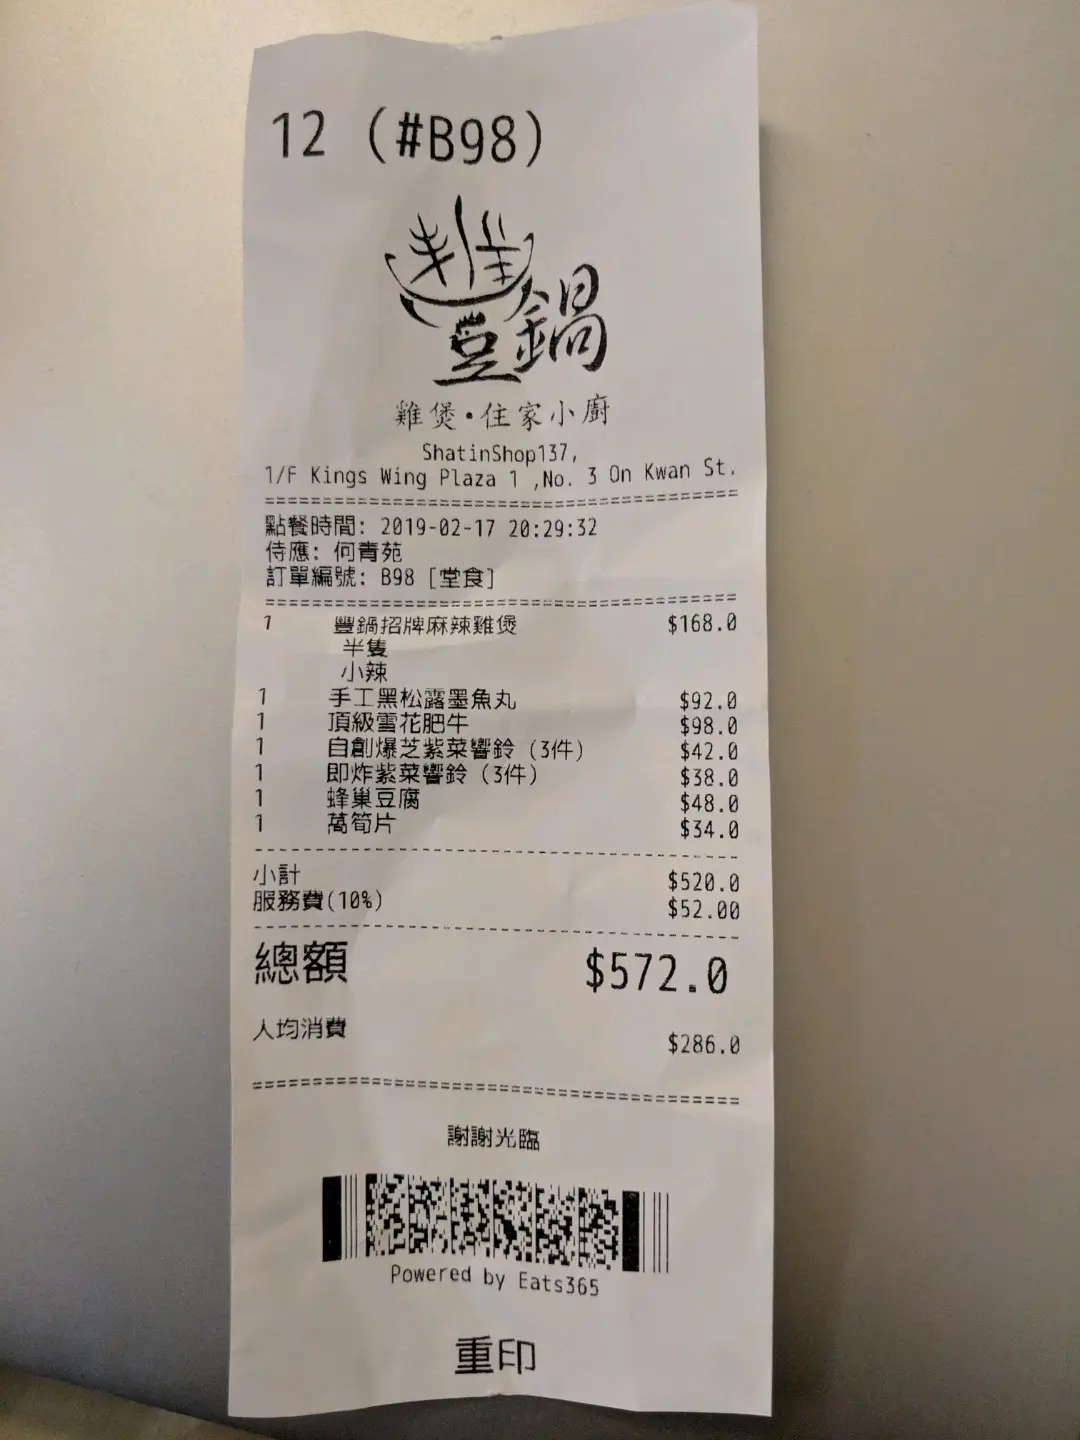 12 (#B98)
豐鍋
雞煲·住家小廚
ShatinShop137,
1/F Kings Wing Plaza 1 ,No. 3 On Kwan St.
點餐時間: 2019-02-17 20:29:32
侍應: 何青苑
訂單編號: B98 [堂食]
1 豐鍋招牌麻辣雞煲 $168.0
半隻
小辣
1 手工黑松露墨魚丸 $92.0
1 頂級雪花肥牛 $98.0
1 自創爆芝紫菜響鈴 (3件) $42.0
1 即炸紫菜響鈴 (3件) $38.0
1 蜂巢豆腐 $48.0
1 萵筍片 $34.0
小計 $520.0
服務費(10%) $52.00
總額 $572.0
人均消費 $286.0
謝謝光臨
Powered by Eats365
重印